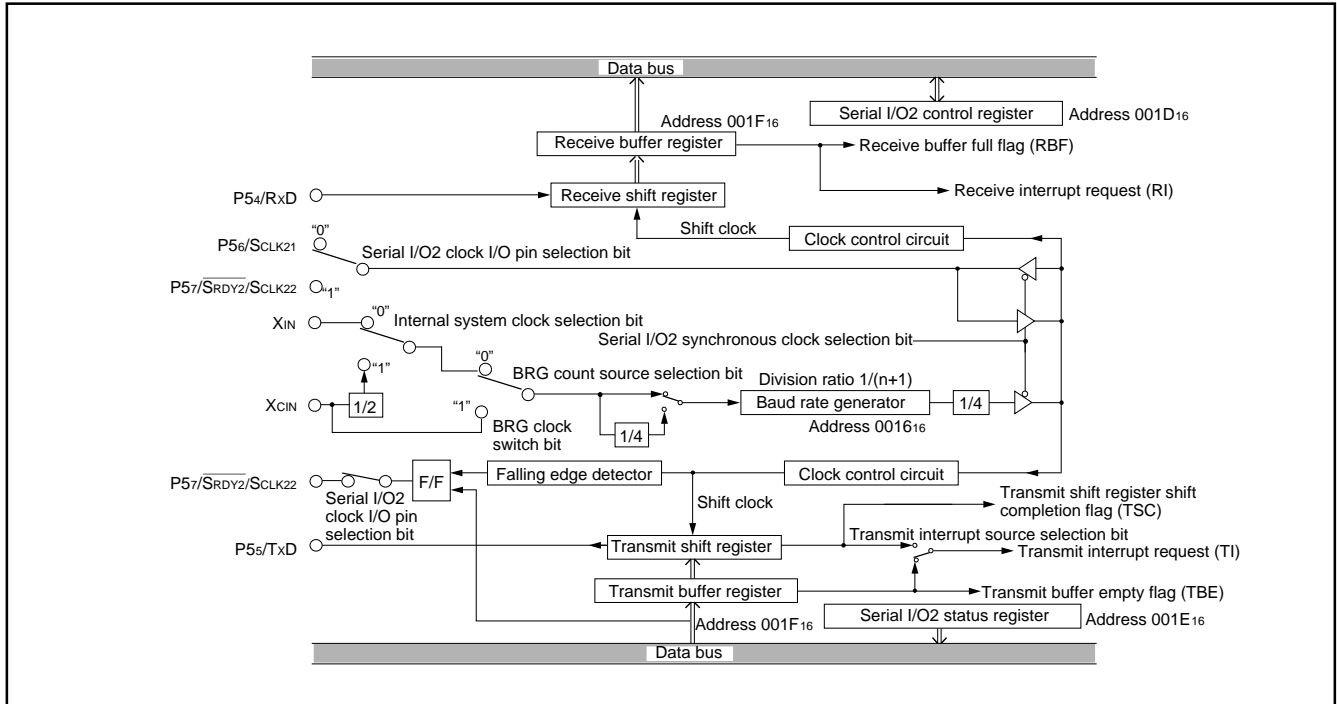 Data bus
Serial I/O2 control register
Address 001D16
Address 001F16
Receive buffer register
Receive buffer full flag (RBF)
Receive interrupt request (RI)
P54/RXD
Receive shift register
Shift clock
Clock control circuit
P56/SCLK21
“0”
Serial I/O2 clock I/O pin selection bit
P57/SRDY2/SCLK22
“1”
XIN
“0”
Internal system clock selection bit
Serial I/O2 synchronous clock selection bit
“1”
“0”
BRG count source selection bit
Division ratio 1/(n+1)
XCIN
1/2
“1”
BRG clock
switch bit
1/4
Baud rate generator
1/4
Address 001616
P57/SRDY2/SCLK22
F/F
Falling edge detector
Clock control circuit
Serial I/O2
clock I/O pin
selection bit
Shift clock
Transmit shift register shift
completion flag (TSC)
P55/TXD
Transmit shift register
Transmit interrupt source selection bit
Transmit interrupt request (TI)
Transmit buffer register
Transmit buffer empty flag (TBE)
Address 001F16
Serial I/O2 status register
Address 001E16
Data bus